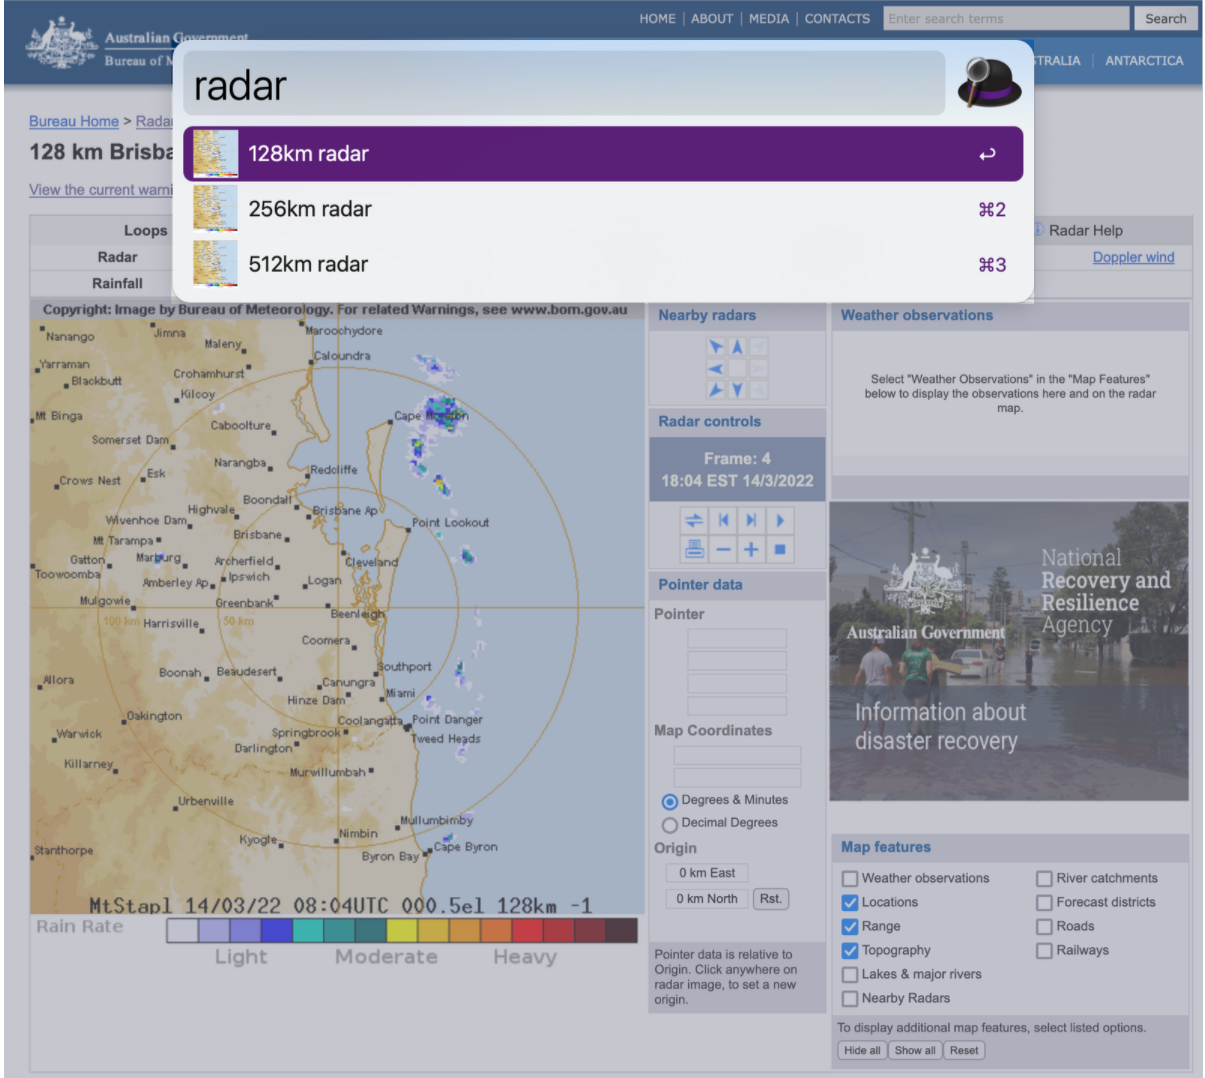 HOME | ABOUT | MEDIA | CONTACTS
Enter search terms
Search
Australian Government
Bureau of M
TRALIA | ANTARCTICA
radar
128km radar ↩
256km radar ⌘2
512km radar ⌘3
Bureau Home > Rada
128 km Brisba
View the current warni
Loops
Radar Help
Radar
Doppler wind
Rainfall
Copyright: Image by Bureau of Meteorology. For related Warnings, see www.bom.gov.au
Nanango
Jimna
Maleny
Maroochydore
Caloundra
Yarraman
Blackbutt
Crohamhurst
Kilcoy
Mt Binga
Caboolture
Cape Moreton
Somerset Dam
Narangba
Redcliffe
Crows Nest
Esk
Boondall
Highvale
Brisbane Ap
Wivenhoe Dam
Point Lookout
Mt Tarampa
Brisbane
Gatton
Marburg
Archerfield
Cleveland
Toowoomba
Amberley Ap
Ipswich
Logan
Mulgowie
Greenbank
Beenleigh
100 km
Harrisville
50 km
Coomera
Boonah
Beaudesert
Southport
Allora
Canungra
Miami
Hinze Dam
Oakington
Coolangatta
Point Danger
Warwick
Springbrook
Tweed Heads
Darlington
Killarney
Murwillumbah
Urbenville
Mullumbimby
Kyogle
Nimbin
Stanthorpe
Byron Bay
Cape Byron
MtStapl 14/03/22 08:04UTC 000.5el 128km -1
Rain Rate
Light Moderate Heavy
Nearby radars
Radar controls
Frame: 4
18:04 EST 14/3/2022
Pointer data
Pointer
Map Coordinates
Degrees & Minutes
Decimal Degrees
Origin
0 km East
0 km North
Rst.
Pointer data is relative to
Origin. Click anywhere on
radar image, to set a new
origin.
Weather observations
Select "Weather Observations" in the "Map Features"
below to display the observations here and on the radar
map.
Australian Government
National
Recovery and
Resilience
Agency
Information about
disaster recovery
Map features
Weather observations
River catchments
Locations
Forecast districts
Range
Roads
Topography
Railways
Lakes & major rivers
Nearby Radars
To display additional map features, select listed options.
Hide all
Show all
Reset